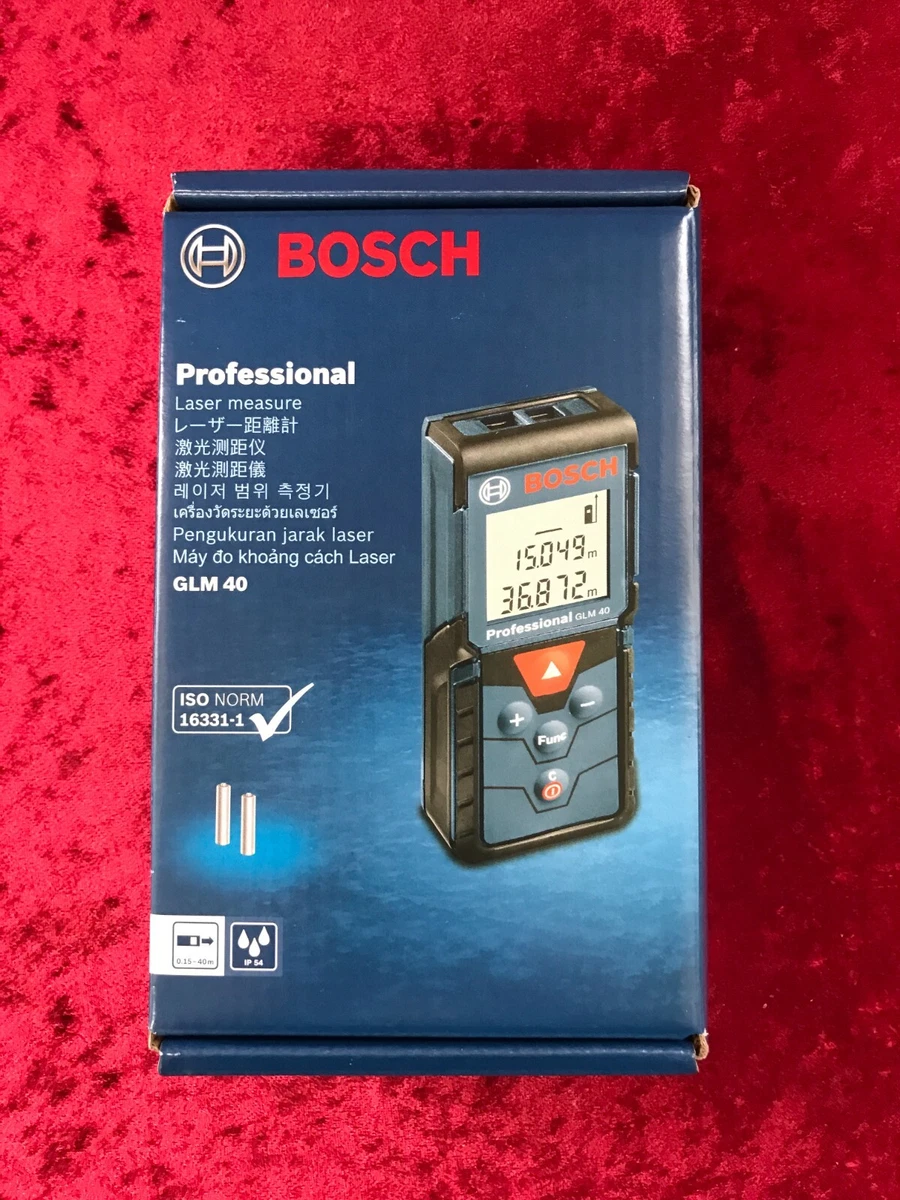 BOSCH
Professional
Laser measure
レーザー距離計
激光测距仪
激光測距儀
레이저 범위 측정기
เครื่องวัดระยะด้วยเลเซอร์
Pengukuran jarak laser
Máy đo khoảng cách Laser
GLM 40
BOSCH
15.049m
36.872m
Professional GLM 40
+
−
Func
C
ISO NORM
16331-1
0.15-40m
IP 54